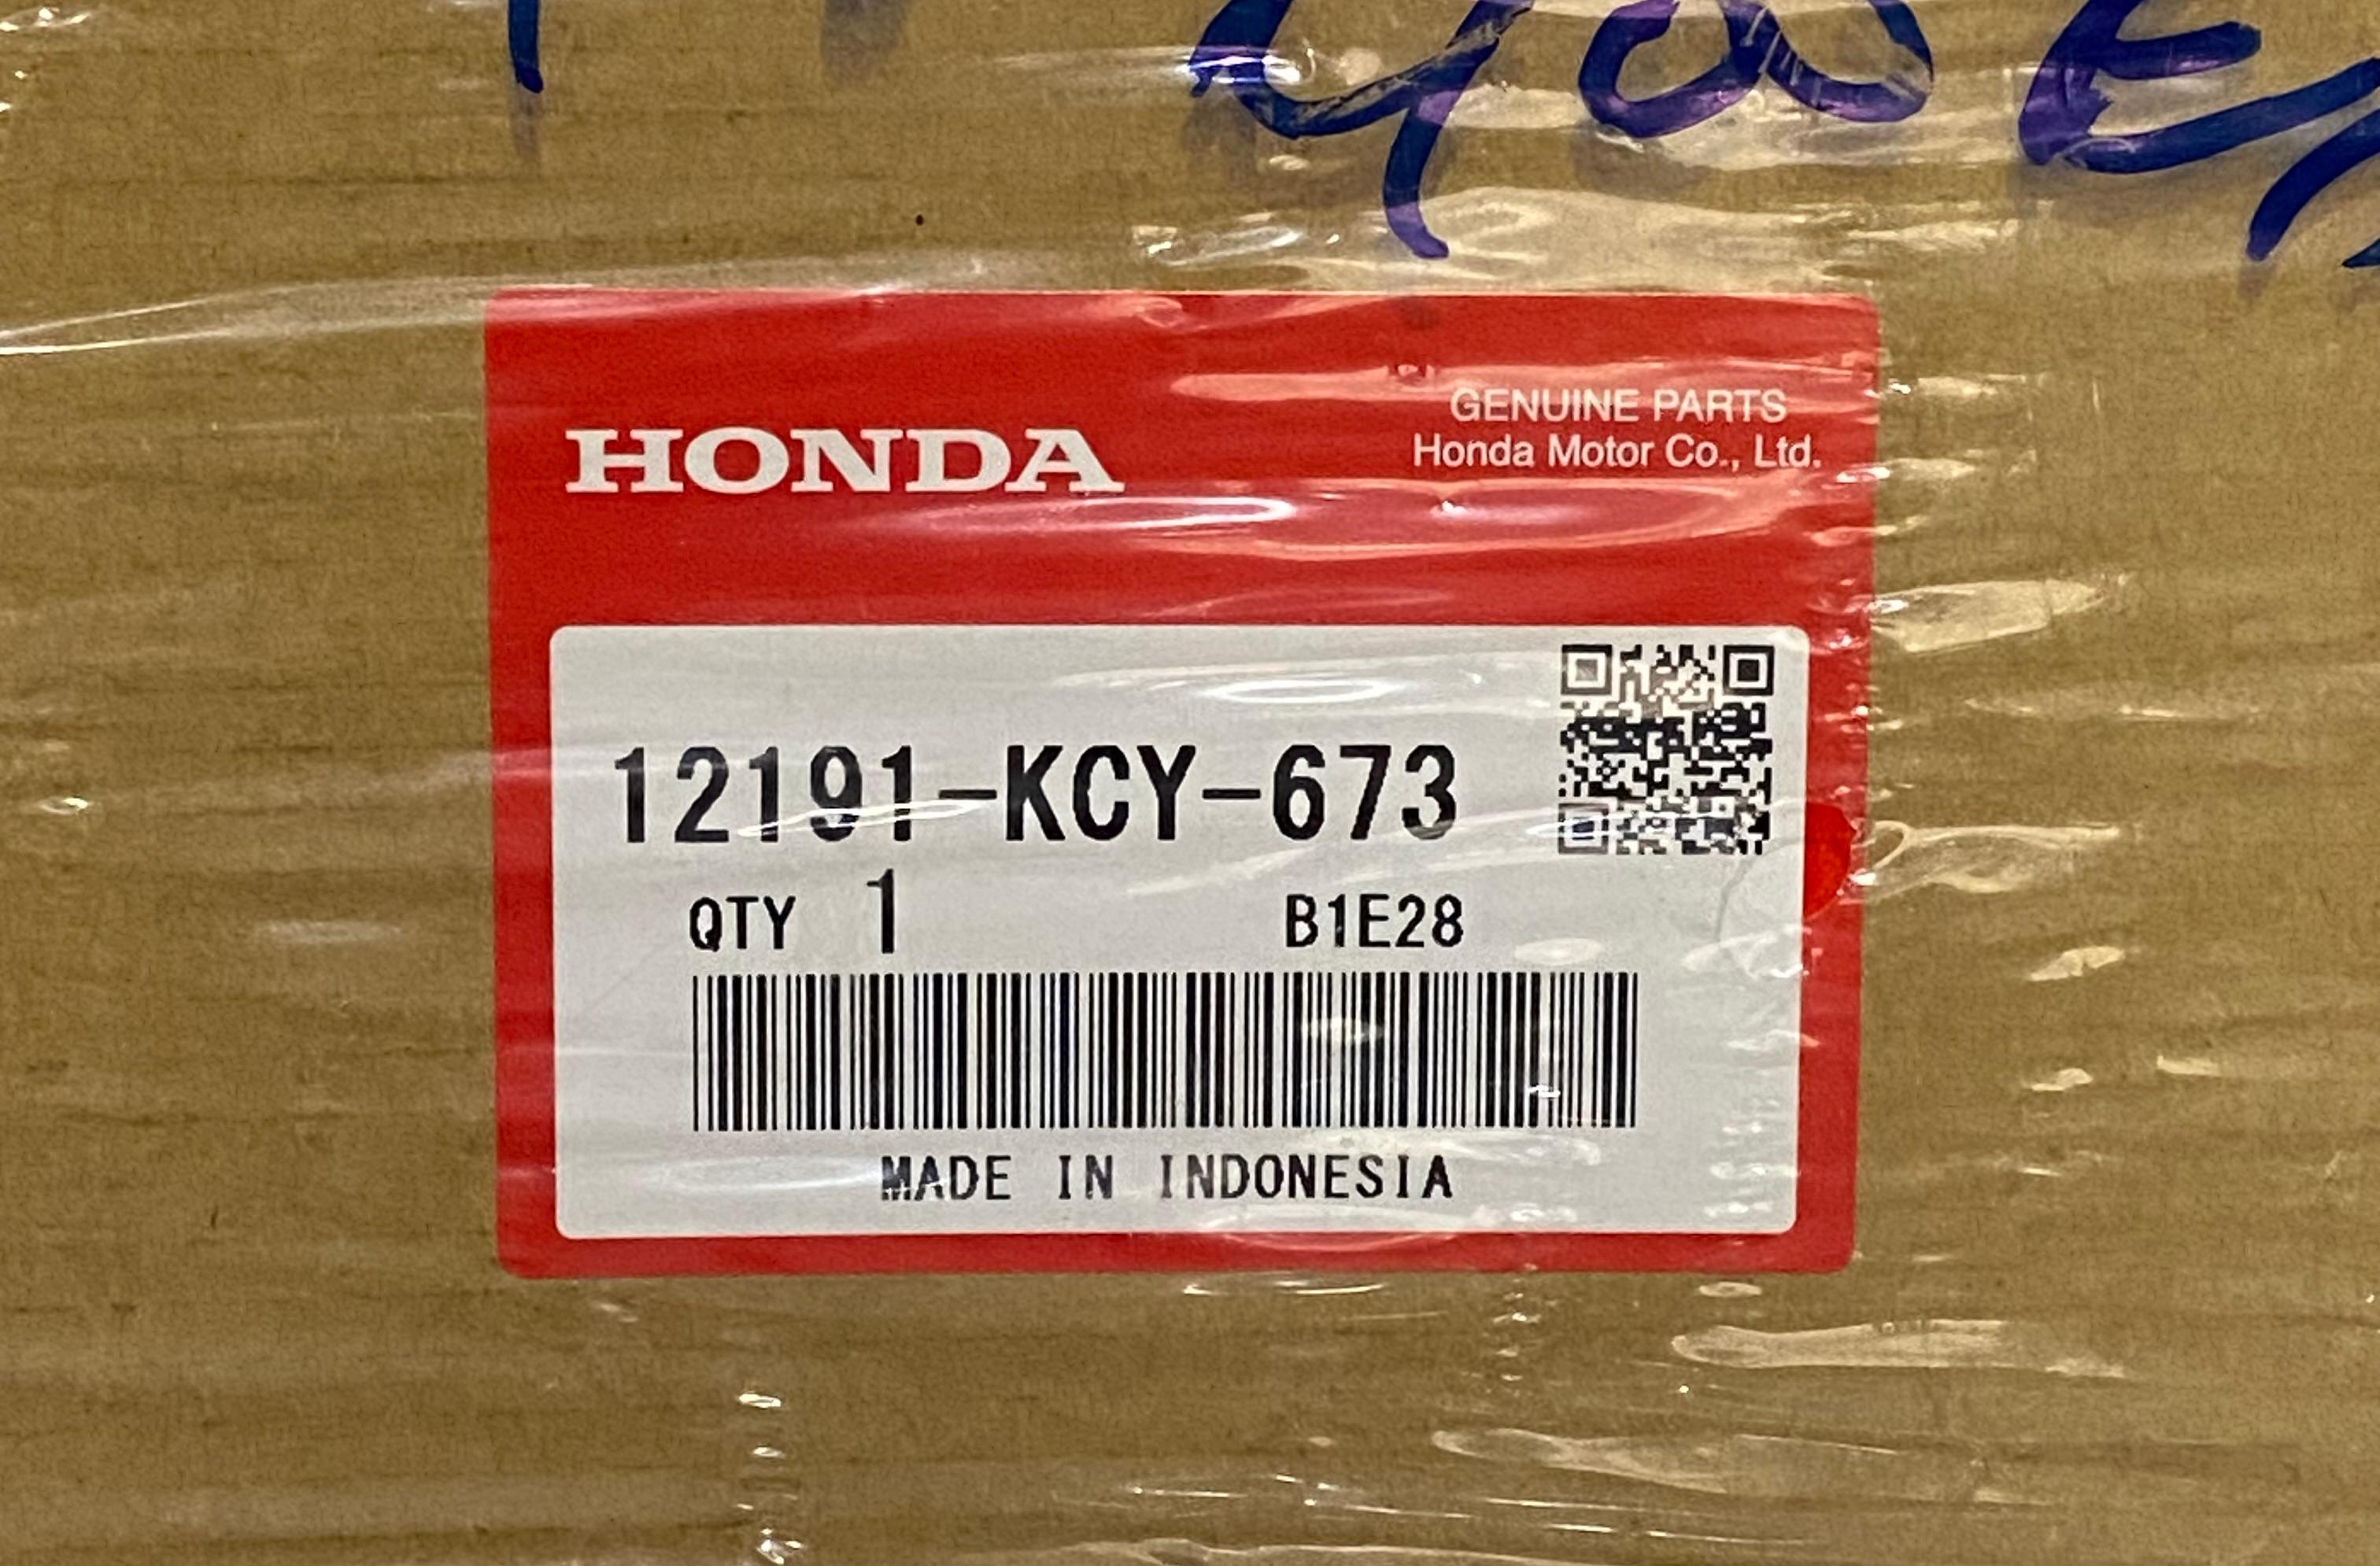 HONDA
GENUINE PARTS
Honda Motor Co., Ltd.
12191-KCY-673
QTY 1
B1E28
MADE IN INDONESIA